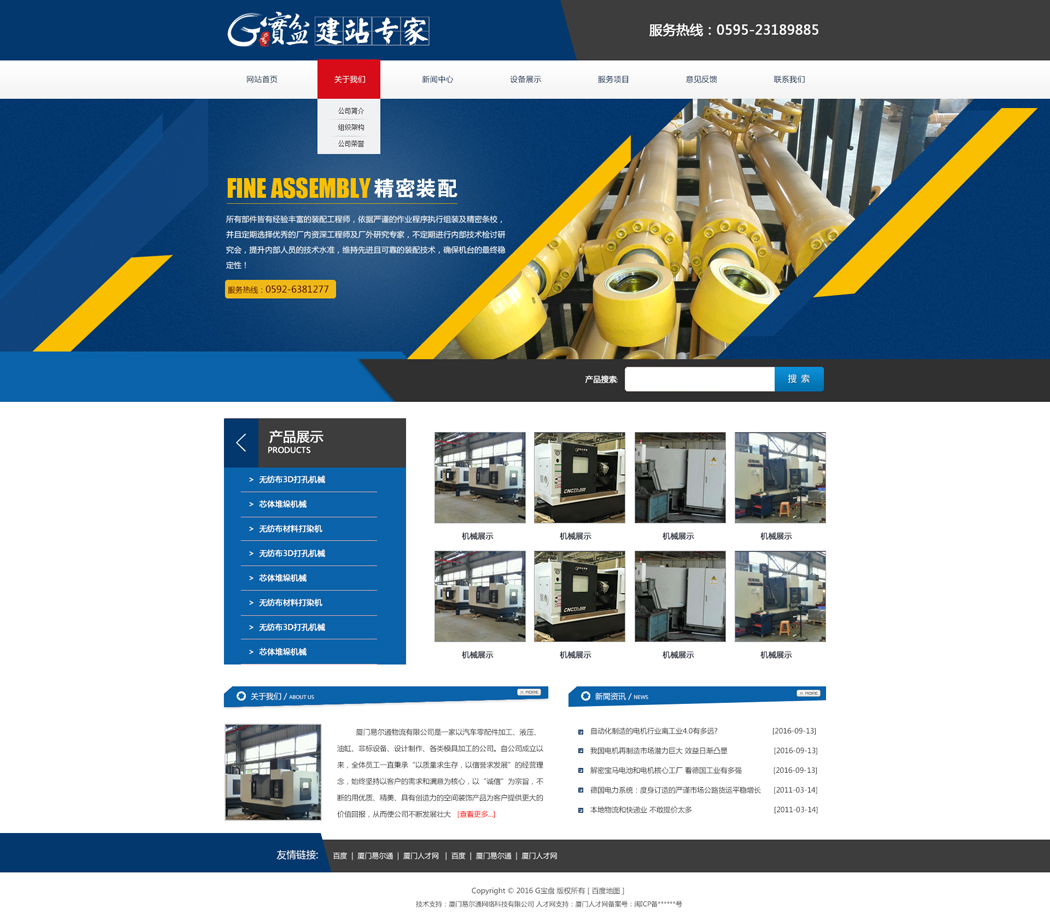 G宝盆 建站专家
服务热线：0595-23189885
网站首页 关于我们 新闻中心 设备展示 服务项目 意见反馈 联系我们
公司简介
组织架构
公司荣誉
FINE ASSEMBLY 精密装配
所有部件皆有经验丰富的装配工程师，依据严谨的作业程序执行组装及精密条校，
并且定期选择优秀的厂内资深工程师及厂外研究专家，不定期进行内部技术检讨研
究会，提升内部人员的技术水准，维持先进且可靠的装配技术，确保机台的最终稳
定性！
服务热线：0592-6381277
产品搜索:
搜 索
产品展示
PRODUCTS
> 无纺布3D打孔机械
> 芯体堆垛机械
> 无纺布材料打染机
> 无纺布3D打孔机械
> 芯体堆垛机械
> 无纺布材料打染机
> 无纺布3D打孔机械
> 芯体堆垛机械
机械展示 机械展示 机械展示 机械展示
机械展示 机械展示 机械展示 机械展示
关于我们 / ABOUT US
>> MORE
厦门易尔通物流有限公司是一家以汽车零配件加工、液压、
油缸、非标设备、设计制作、各类模具加工的公司。自公司成立以
来，全体员工一直秉承“以质量求生存，以信誉求发展”的经营理
念，始终坚持以客户的需求和满意为核心，以“诚信”为宗旨，不
断的用优质、精美、具有创造力的空间装饰产品为客户提供更大的
价值回报，从而使公司不断发展壮大 [查看更多...]
新闻资讯 / NEWS
>> MORE
自动化制造的电机行业离工业4.0有多远? [2016-09-13]
我国电机再制造市场潜力巨大 效益日渐凸塱 [2016-09-13]
解密宝马电池和电机核心工厂 看德国工业有多强 [2016-09-13]
德国电力系统：度身订造的严谨市场公路货运平稳增长 [2011-03-14]
本地物流和快递业 不敢提价太多 [2011-03-14]
友情链接:
百度 | 厦门易尔通 | 厦门人才网 | 百度 | 厦门易尔通 | 厦门人才网
Copyright © 2016 G宝盘 版权所有 [ 百度地图 ]
技术支持：厦门易尔通网络科技有限公司 人才网支持：厦门人才网备案号：闽ICP备******号